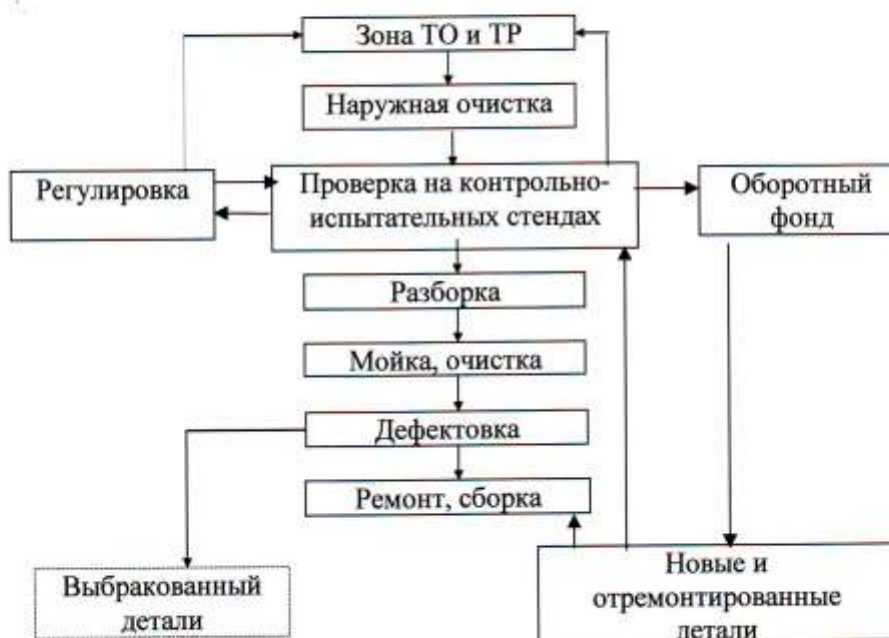 Зона ТО и ТР
Наружная очистка
Регулировка
Проверка на контрольно-
испытательных стендах
Оборотный
фонд
Разборка
Мойка, очистка
Дефектовка
Ремонт, сборка
Выбракованный
детали
Новые и
отремонтированные
детали